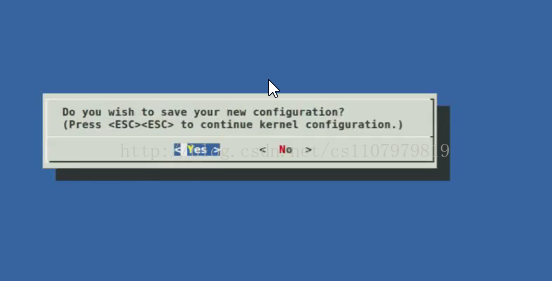 Do you wish to save your new configuration?
(Press <ESC><ESC> to continue kernel configuration.)
< Yes > < No >